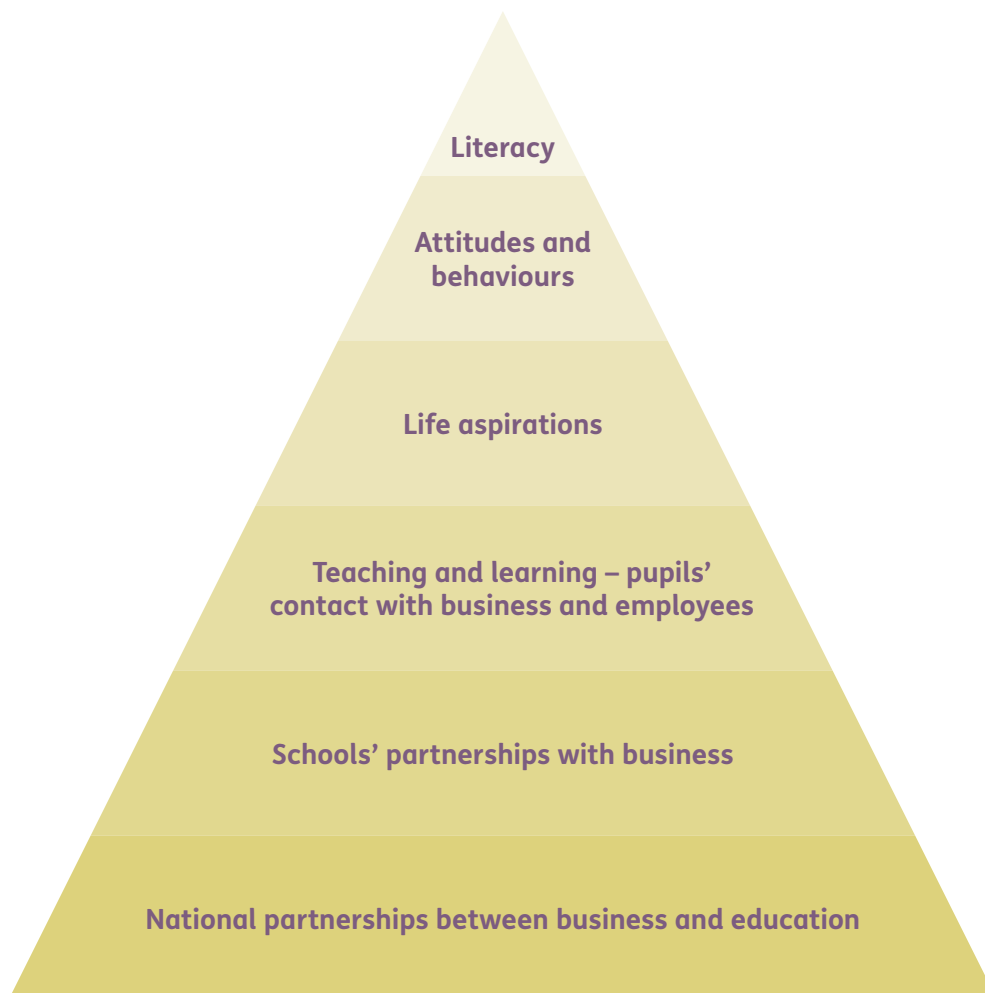 Literacy
Attitudes and
behaviours
Life aspirations
Teaching and learning – pupils’
contact with business and employees
Schools’ partnerships with business
National partnerships between business and education